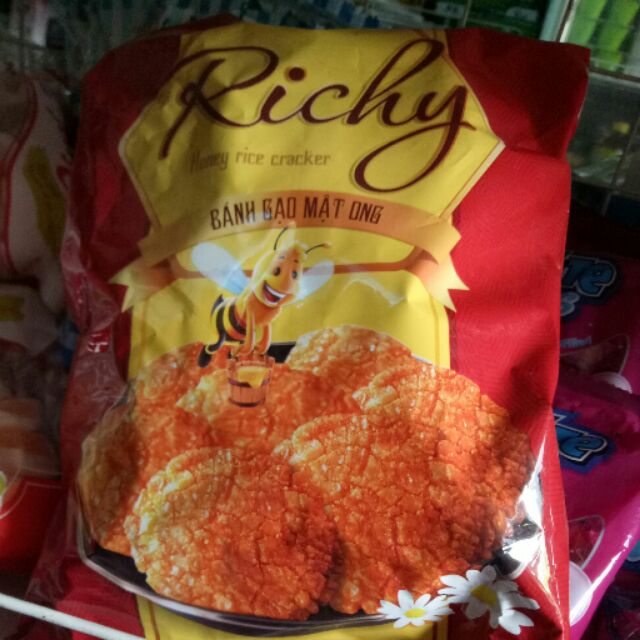 Richy
Honey rice cracker
BÁNH GẠO MẬT ONG